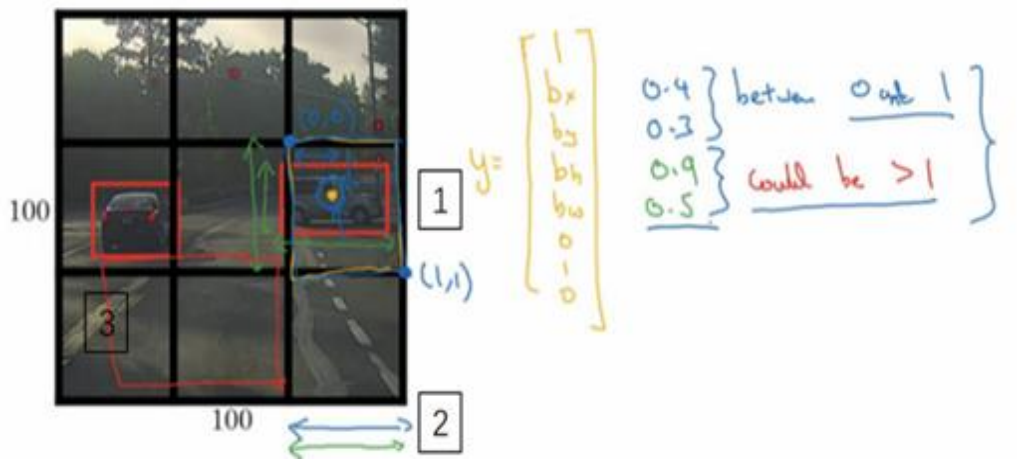 (0,0)
100
1
(1,1)
3
100
2
y=
1
bx
by
bh
bw
0
1
0
0.4
0.3
between 0 and 1
0.9
0.5
could be >1